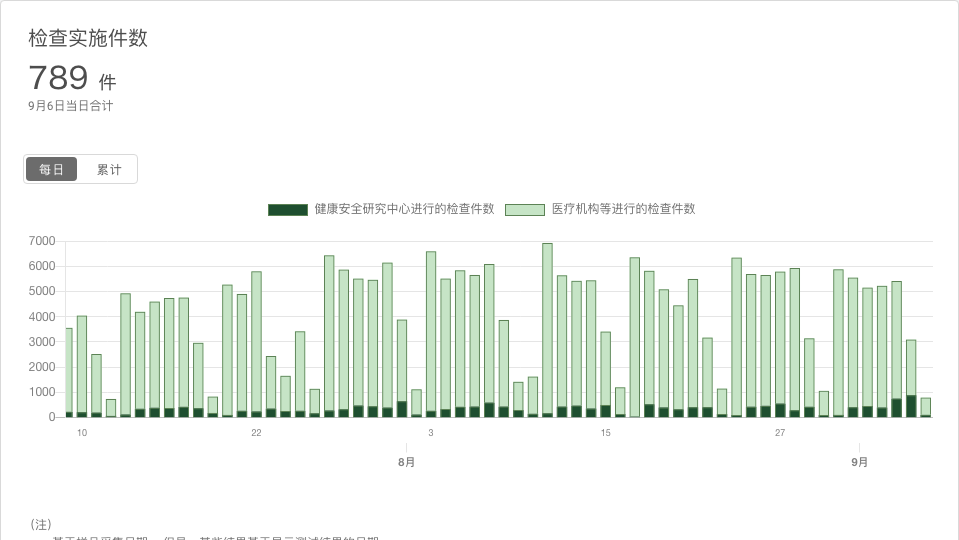 检查实施件数
789 件
9月6日当日合计
每日 累计
健康安全研究中心进行的检查件数 医疗机构等进行的检查件数
7000
6000
5000
4000
3000
2000
1000
0
10 22 3 15 27
8月 9月
(注)